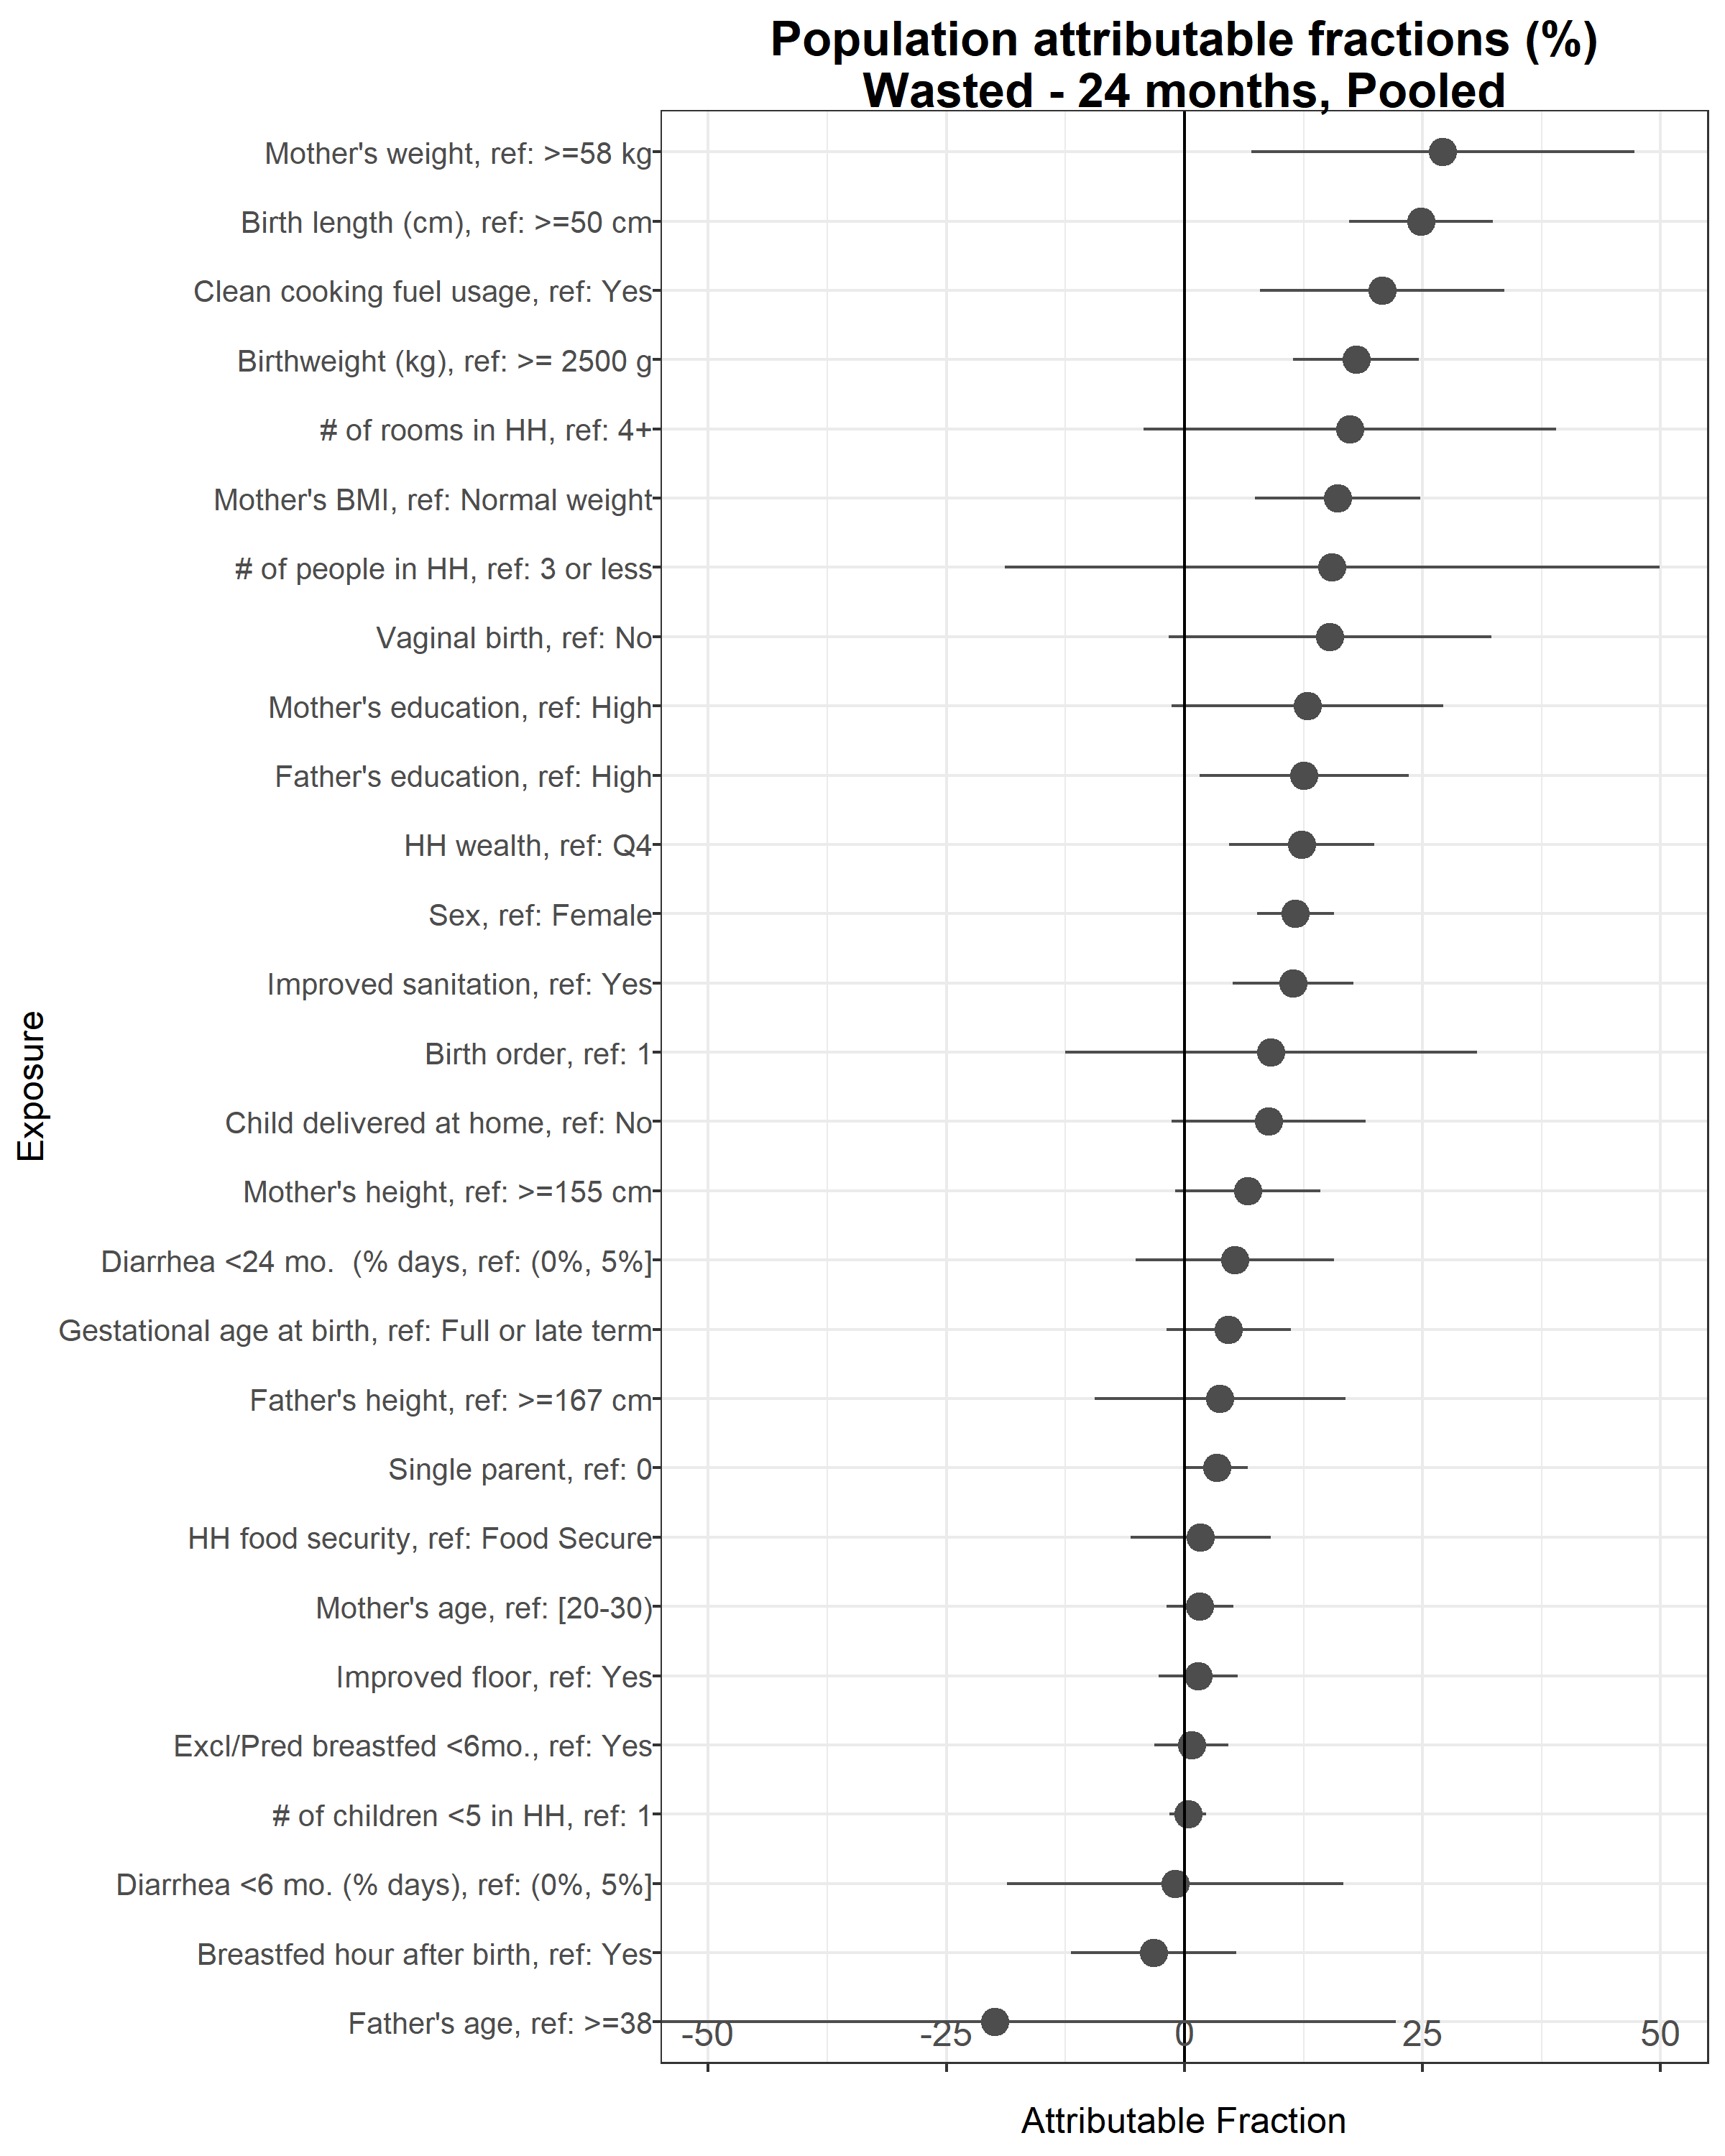 Population attributable fractions (%)
Wasted - 24 months, Pooled
Mother's weight, ref: >=58 kg
Birth length (cm), ref: >=50 cm
Clean cooking fuel usage, ref: Yes
Birthweight (kg), ref: >= 2500 g
# of rooms in HH, ref: 4+
Mother's BMI, ref: Normal weight
# of people in HH, ref: 3 or less
Vaginal birth, ref: No
Mother's education, ref: High
Father's education, ref: High
HH wealth, ref: Q4
Sex, ref: Female
Improved sanitation, ref: Yes
Birth order, ref: 1
Child delivered at home, ref: No
Mother's height, ref: >=155 cm
Diarrhea <24 mo.  (% days, ref: (0%, 5%]
Gestational age at birth, ref: Full or late term
Father's height, ref: >=167 cm
Single parent, ref: 0
HH food security, ref: Food Secure
Mother's age, ref: [20-30)
Improved floor, ref: Yes
Excl/Pred breastfed <6mo., ref: Yes
# of children <5 in HH, ref: 1
Diarrhea <6 mo. (% days), ref: (0%, 5%]
Breastfed hour after birth, ref: Yes
Father's age, ref: >=38
Exposure
-50 -25 0 25 50
Attributable Fraction